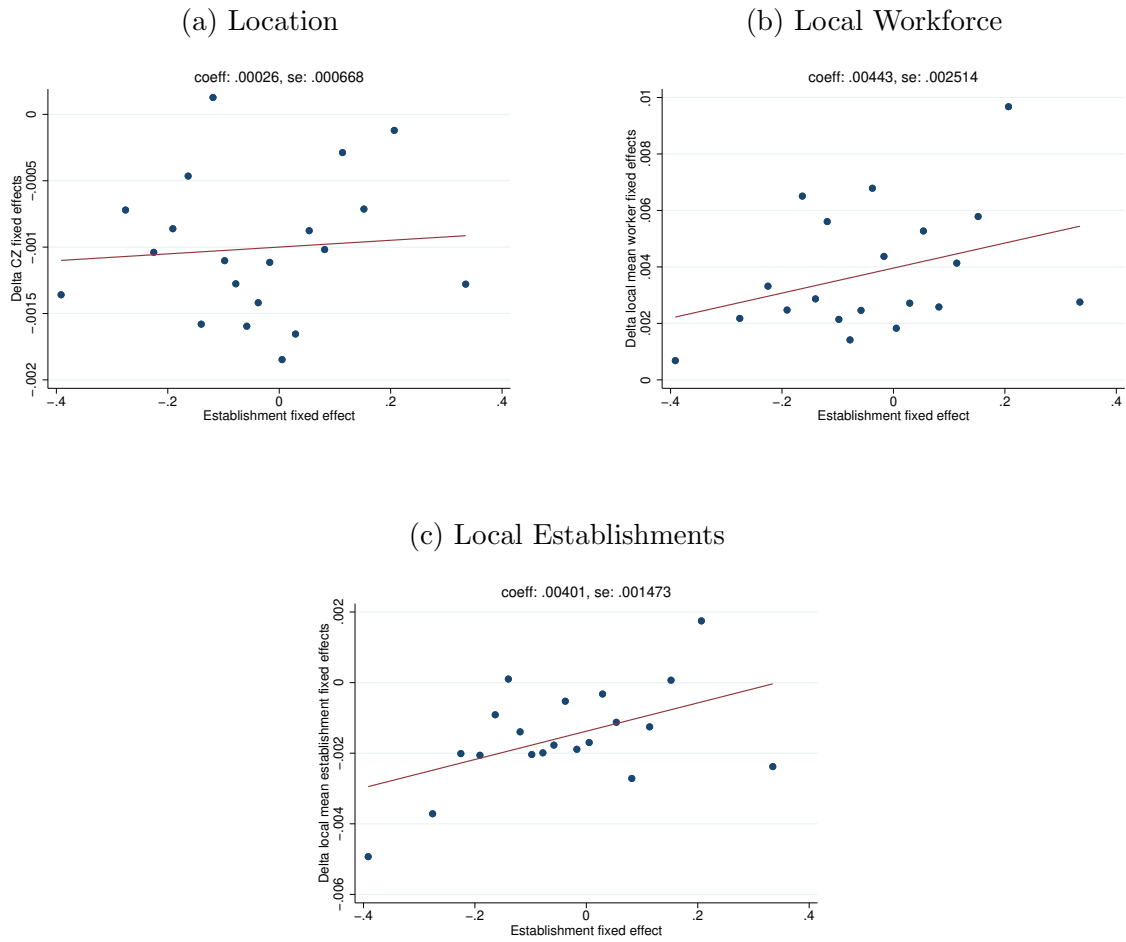 (a) Location
coeff: .00026, se: .000668
Delta CZ fixed effects
0
−.0005
−.001
−.0015
−.002
−.4
−.2
0
.2
.4
Establishment fixed effect
(b) Local Workforce
coeff: .00443, se: .002514
Delta local mean worker fixed effects
.01
.008
.006
.004
.002
0
−.4
−.2
0
.2
.4
Establishment fixed effect
(c) Local Establishments
coeff: .00401, se: .001473
Delta local mean establishment fixed effects
.002
0
−.002
−.004
−.006
−.4
−.2
0
.2
.4
Establishment fixed effect